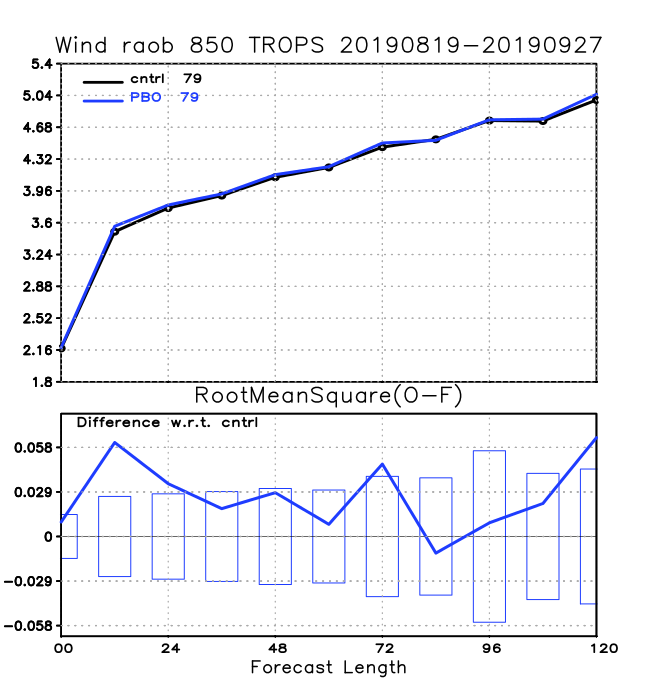 Wind raob 850 TROPS 20190819-20190927
5.4
cntrl 79
PBO 79
5.04
4.68
4.32
3.96
3.6
3.24
2.88
2.52
2.16
1.8
RootMeanSquare(O-F)
Difference w.r.t. cntrl
0.058
0.029
0
-0.029
-0.058
00 24 48 72 96 120
Forecast Length